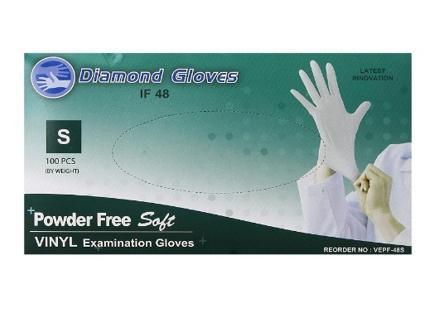 Diamond Gloves
IF 48
LATEST
INNOVATION
S
100 PCS
(BY WEIGHT)
Powder Free Soft
VINYL Examination Gloves
REORDER NO : VEPF-48S